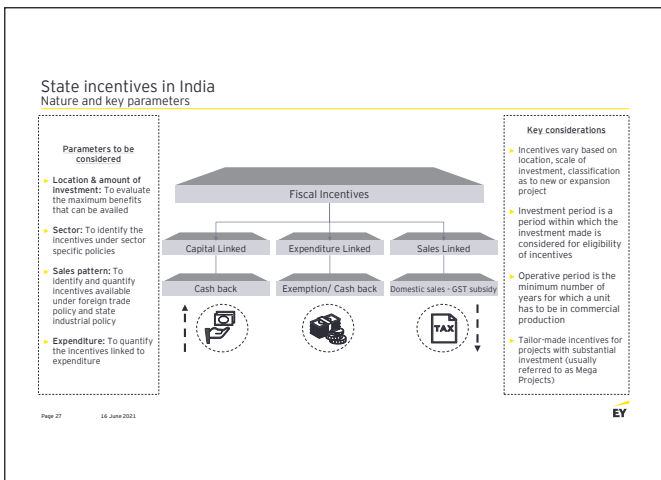 State incentives in India
Nature and key parameters
Parameters to be
considered
► Location & amount of
investment: To evaluate
the maximum benefits
that can be availed
► Sector: To identify the
incentives under sector
specific policies
► Sales pattern: To
identify and quantify
incentives available
under foreign trade
policy and state
industrial policy
► Expenditure: To quantify
the incentives linked to
expenditure
Fiscal Incentives
Capital Linked
Expenditure Linked
Sales Linked
Cash back
Exemption/ Cash back
Domestic sales - GST subsidy
TAX
Key considerations
► Incentives vary based on
location, scale of
investment, classification
as to new or expansion
project
► Investment period is a
period within which the
investment made is
considered for eligibility
of incentives
► Operative period is the
minimum number of
years for which a unit
has to be in commercial
production
► Tailor-made incentives for
projects with substantial
investment (usually
referred to as Mega
Projects)
Page 27
16 June 2021
EY